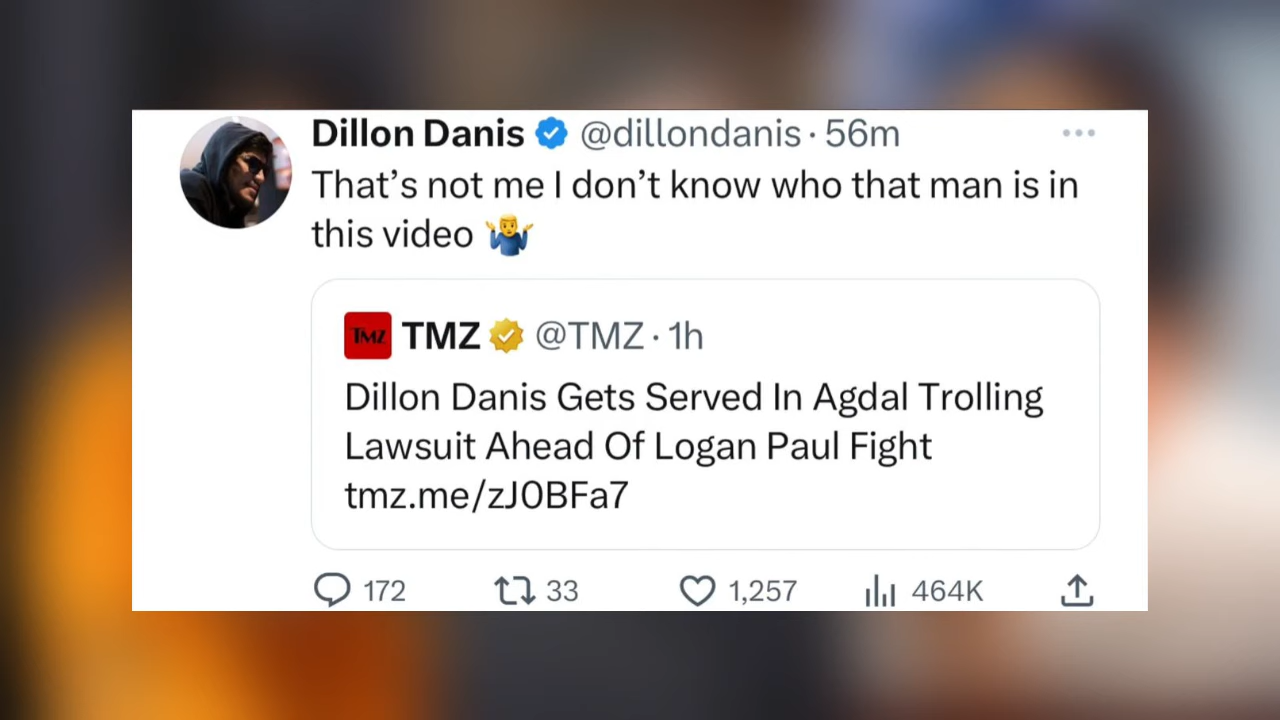 Dillon Danis @dillondanis · 56m
That’s not me I don’t know who that man is in
this video 🤷‍♂️
TMZ TMZ @TMZ · 1h
Dillon Danis Gets Served In Agdal Trolling
Lawsuit Ahead Of Logan Paul Fight
tmz.me/zJ0BFa7
172 33 1,257 464K